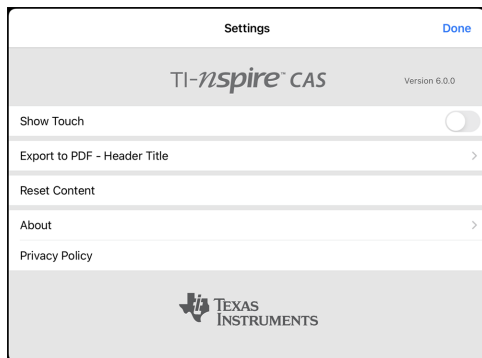 Settings
Done
TI-nspire™ CAS
Version 6.0.0
Show Touch
Export to PDF - Header Title
Reset Content
About
Privacy Policy
TEXAS
INSTRUMENTS